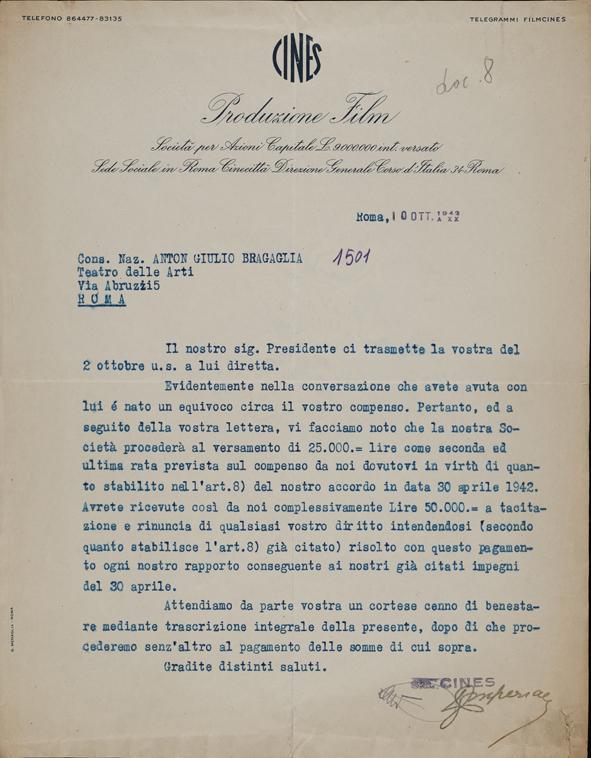 TELEFONO 864477-83135
TELEGRAMMI FILMCINES
CINES
doc. 8
Produzione Film
Società per Azioni Capitale L. 9.000.000 int. versato
Sede Sociale in Roma Cinecittà Direzione Generale Corso d'Italia 34-Roma
Roma, 10 OTT. 1942 A XX
Cons. Naz. ANTON GIULIO BRAGAGLIA
1501
Teatro delle Arti
Via Abruzzi5
ROMA
Il nostro sig. Presidente ci trasmette la vostra del
2 ottobre u.s. a lui diretta.
Evidentemente nella conversazione che avete avuta con
lui é nato un equivoco circa il vostro compenso. Pertanto, ed a
seguito della vostra lettera, vi facciamo noto che la nostra So-
cietà procederà al versamento di 25.000.= lire come seconda ed
ultima rata prevista sul compenso da noi dovutovi in virtù di quan-
to stabilito nell'art.8) del nostro accordo in data 30 aprile 1942.
Avrete ricevute così da noi complessivamente Lire 50.000.= a tacita-
zione e rinuncia di qualsiasi vostro diritto intendendosi (secondo
quanto stabilisce l'art.8) già citato) risolto con questo pagamen-
to ogni nostro rapporto conseguente ai nostri già citati impegni
del 30 aprile.
Attendiamo da parte vostra un cortese cenno di benesta-
re mediante trascrizione integrale della presente, dopo di che pro-
cederemo senz'altro al pagamento delle somme di cui sopra.
Gradite distinti saluti.
CINES